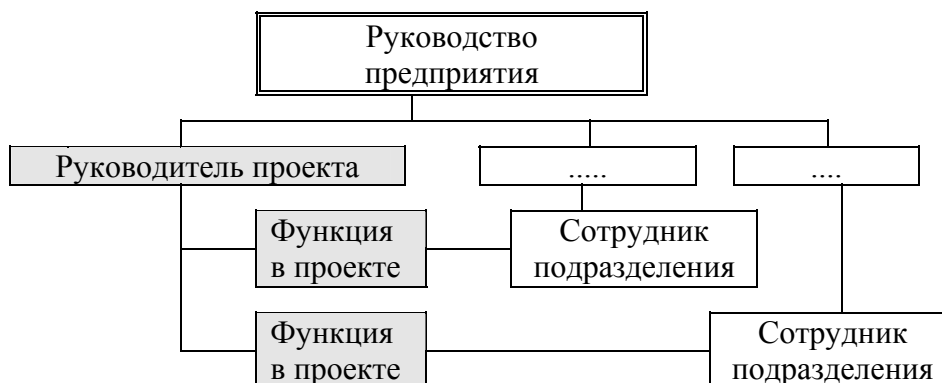 Руководство
предприятия
Руководитель проекта
.....
....
Функция
в проекте
Сотрудник
подразделения
Функция
в проекте
Сотрудник
подразделения